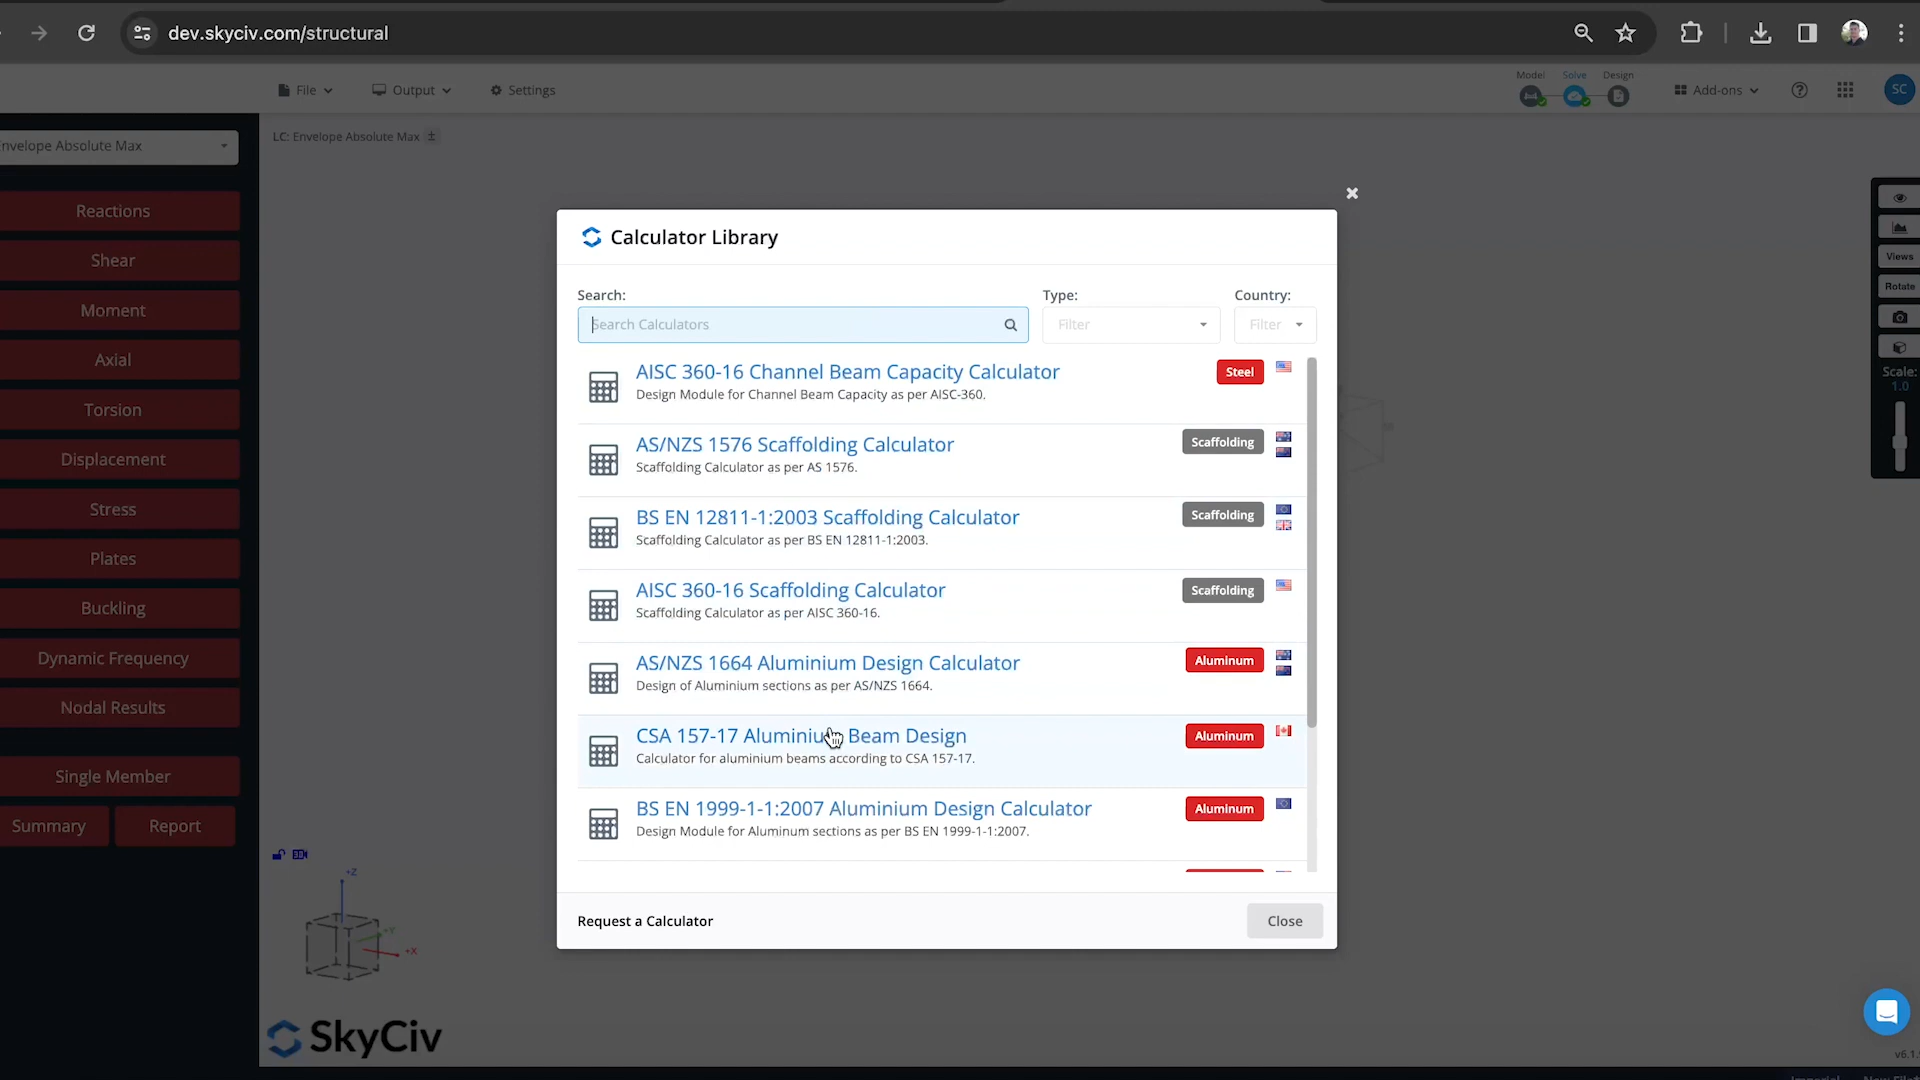 dev.skyciv.com/structural
File
Output
Settings
Model
Solve
Design
Add-ons
SC
nvelope Absolute Max
LC: Envelope Absolute Max
Reactions
Shear
Moment
Axial
Torsion
Displacement
Stress
Plates
Buckling
Dynamic Frequency
Nodal Results
Single Member
Summary
Report
Calculator Library
Search:
Type:
Country:
Search Calculators
Filter
Filter
AISC 360-16 Channel Beam Capacity Calculator
Steel
Design Module for Channel Beam Capacity as per AISC-360.
AS/NZS 1576 Scaffolding Calculator
Scaffolding
Scaffolding Calculator as per AS 1576.
BS EN 12811-1:2003 Scaffolding Calculator
Scaffolding
Scaffolding Calculator as per BS EN 12811-1:2003.
AISC 360-16 Scaffolding Calculator
Scaffolding
Scaffolding Calculator as per AISC 360-16.
AS/NZS 1664 Aluminium Design Calculator
Aluminum
Design of Aluminium sections as per AS/NZS 1664.
CSA 157-17 Aluminium Beam Design
Aluminum
Calculator for aluminium beams according to CSA 157-17.
BS EN 1999-1-1:2007 Aluminium Design Calculator
Aluminum
Design Module for Aluminum sections as per BS EN 1999-1-1:2007.
Request a Calculator
Close
Views
Rotate
Scale:
1.0
3D
+Z
+Y
+X
SkyCiv
v6.1.